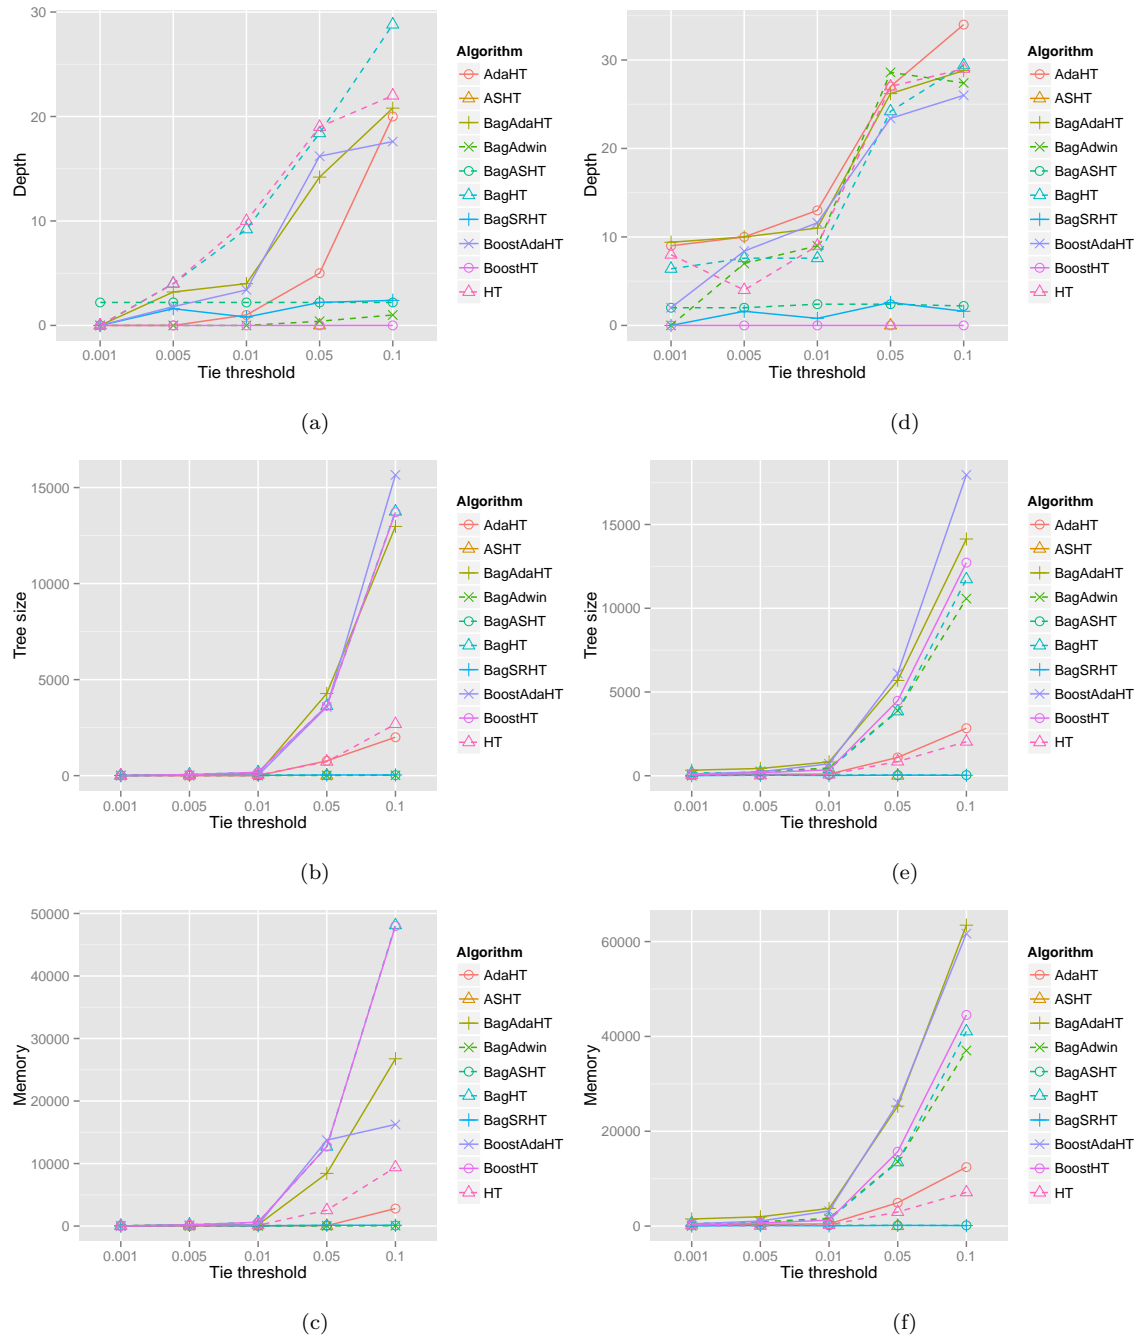 30
20
10
0
Depth
0.001 0.005 0.01 0.05 0.1
Tie threshold
Algorithm
AdaHT
ASHT
BagAdaHT
BagAdwin
BagASHT
BagHT
BagSRHT
BoostAdaHT
BoostHT
HT
(a)
30
20
10
0
Depth
0.001 0.005 0.01 0.05 0.1
Tie threshold
Algorithm
AdaHT
ASHT
BagAdaHT
BagAdwin
BagASHT
BagHT
BagSRHT
BoostAdaHT
BoostHT
HT
(d)
15000
10000
5000
0
Tree size
0.001 0.005 0.01 0.05 0.1
Tie threshold
Algorithm
AdaHT
ASHT
BagAdaHT
BagAdwin
BagASHT
BagHT
BagSRHT
BoostAdaHT
BoostHT
HT
(b)
15000
10000
5000
0
Tree size
0.001 0.005 0.01 0.05 0.1
Tie threshold
Algorithm
AdaHT
ASHT
BagAdaHT
BagAdwin
BagASHT
BagHT
BagSRHT
BoostAdaHT
BoostHT
HT
(e)
50000
40000
30000
20000
10000
0
Memory
0.001 0.005 0.01 0.05 0.1
Tie threshold
Algorithm
AdaHT
ASHT
BagAdaHT
BagAdwin
BagASHT
BagHT
BagSRHT
BoostAdaHT
BoostHT
HT
(c)
60000
40000
20000
0
Memory
0.001 0.005 0.01 0.05 0.1
Tie threshold
Algorithm
AdaHT
ASHT
BagAdaHT
BagAdwin
BagASHT
BagHT
BagSRHT
BoostAdaHT
BoostHT
HT
(f)